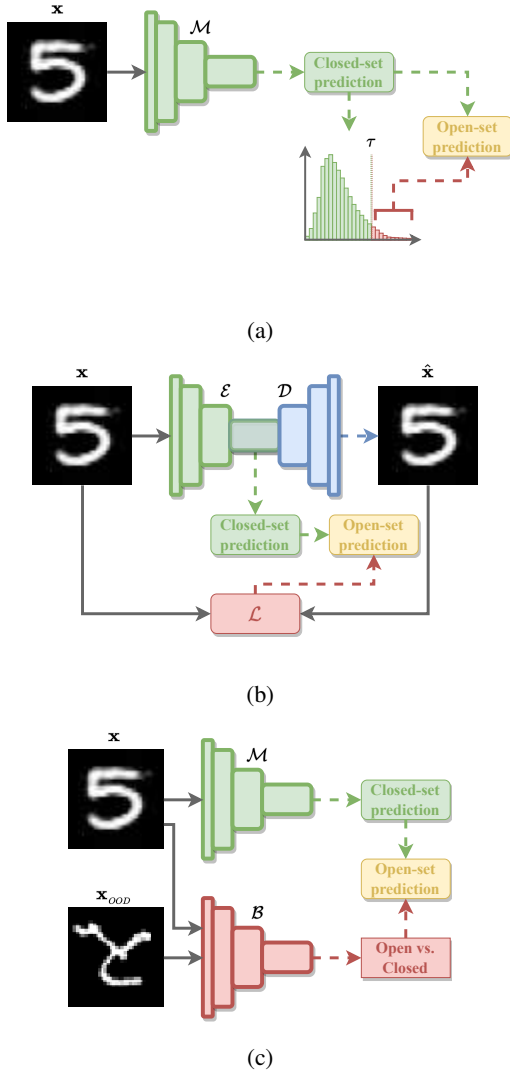 x
M
Closed-set
prediction
Open-set
prediction
τ
(a)
x
E
D
x̂
Closed-set
prediction
Open-set
prediction
L
(b)
x
M
Closed-set
prediction
Open-set
prediction
x_OOD
B
Open vs.
Closed
(c)